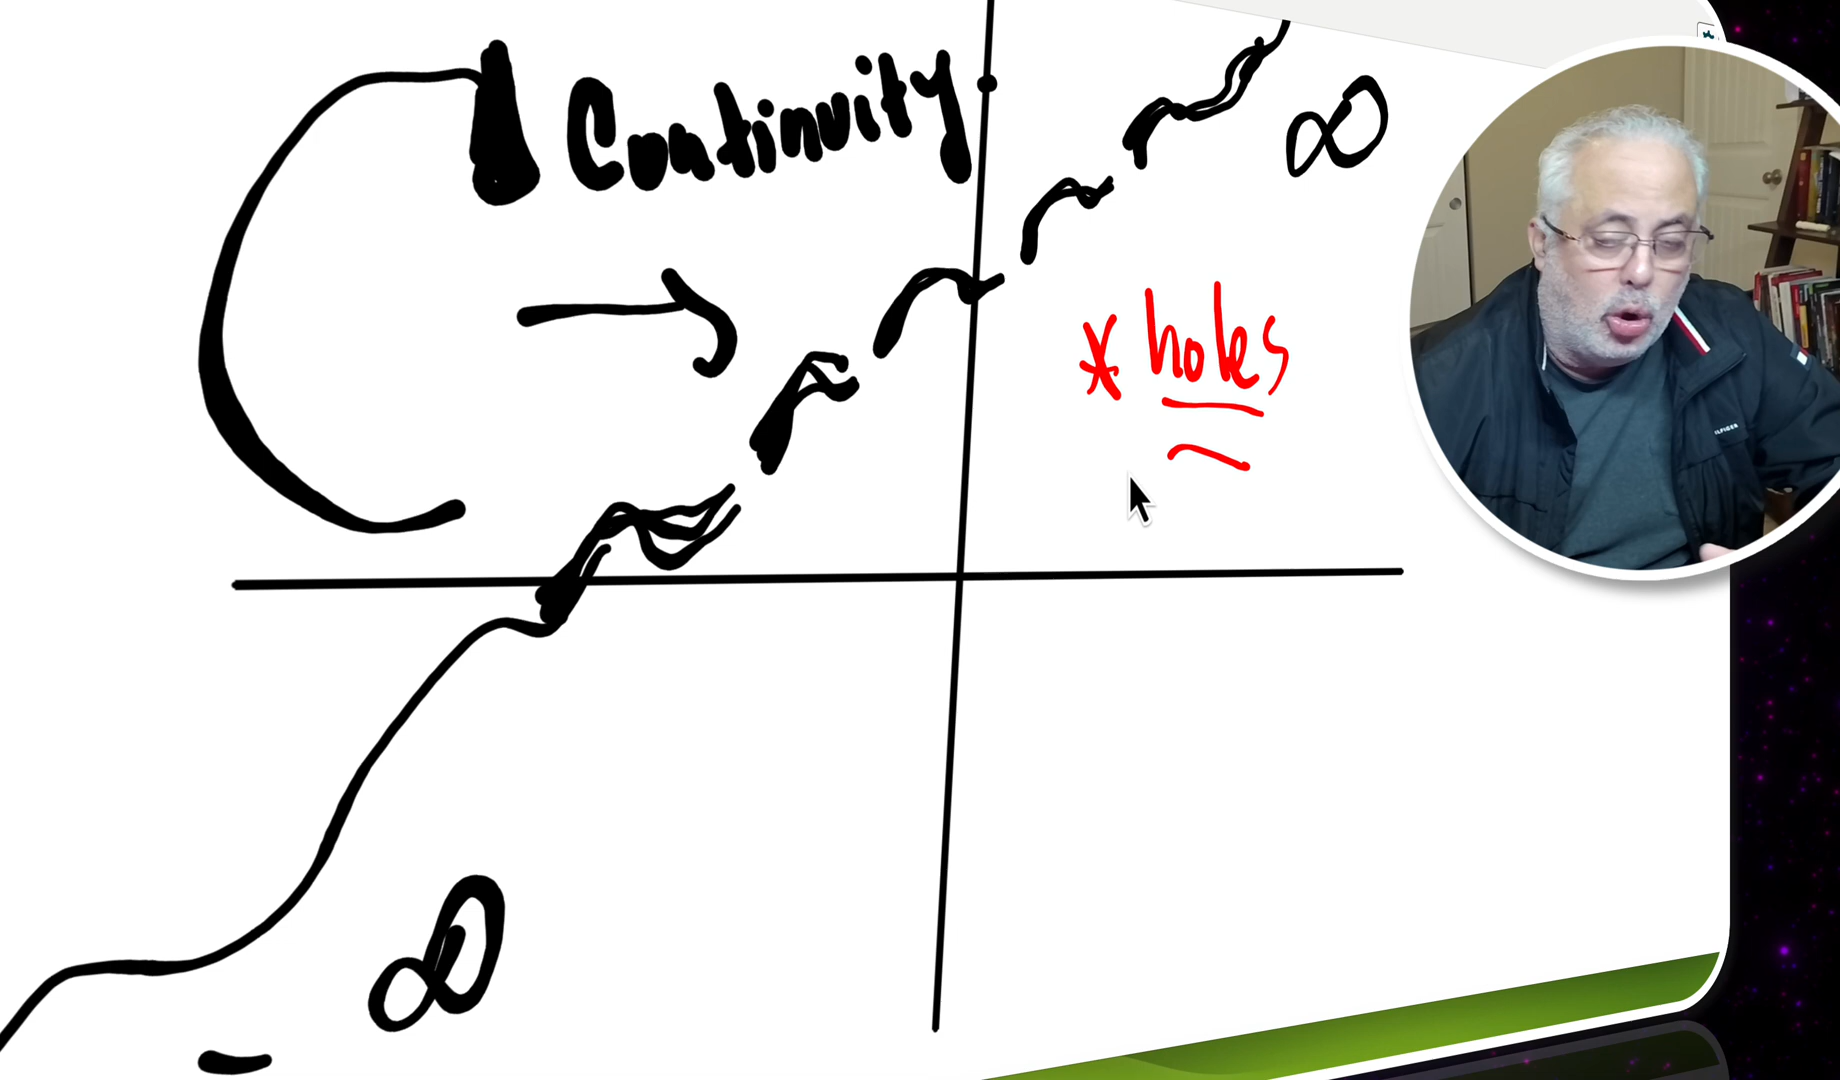 Continuity
∞
* holes
- ∞